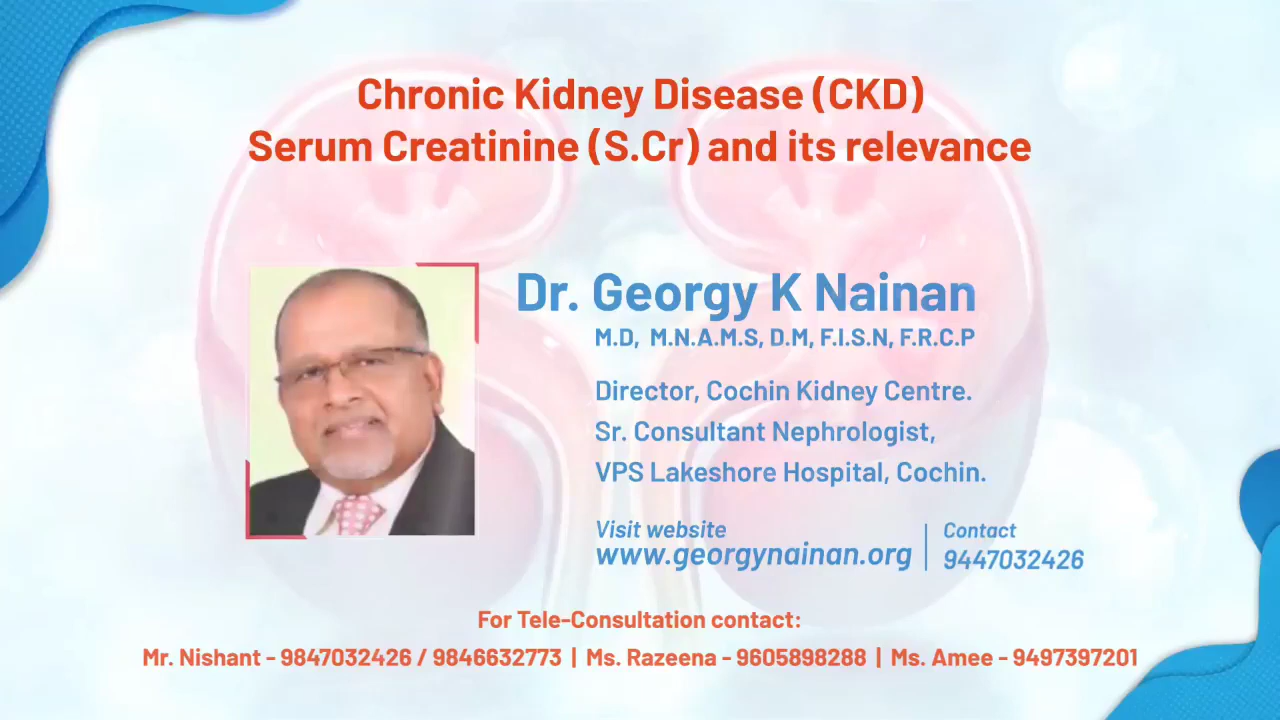 Chronic Kidney Disease (CKD)
Serum Creatinine (S.Cr) and its relevance
Dr. Georgy K Nainan
M.D, M.N.A.M.S, D.M, F.I.S.N, F.R.C.P
Director, Cochin Kidney Centre.
Sr. Consultant Nephrologist,
VPS Lakeshore Hospital, Cochin.
Visit website
www.georgynainan.org
Contact
9447032426
For Tele-Consultation contact:
Mr. Nishant - 9847032426 / 9846632773 | Ms. Razeena - 9605898288 | Ms. Amee - 9497397201